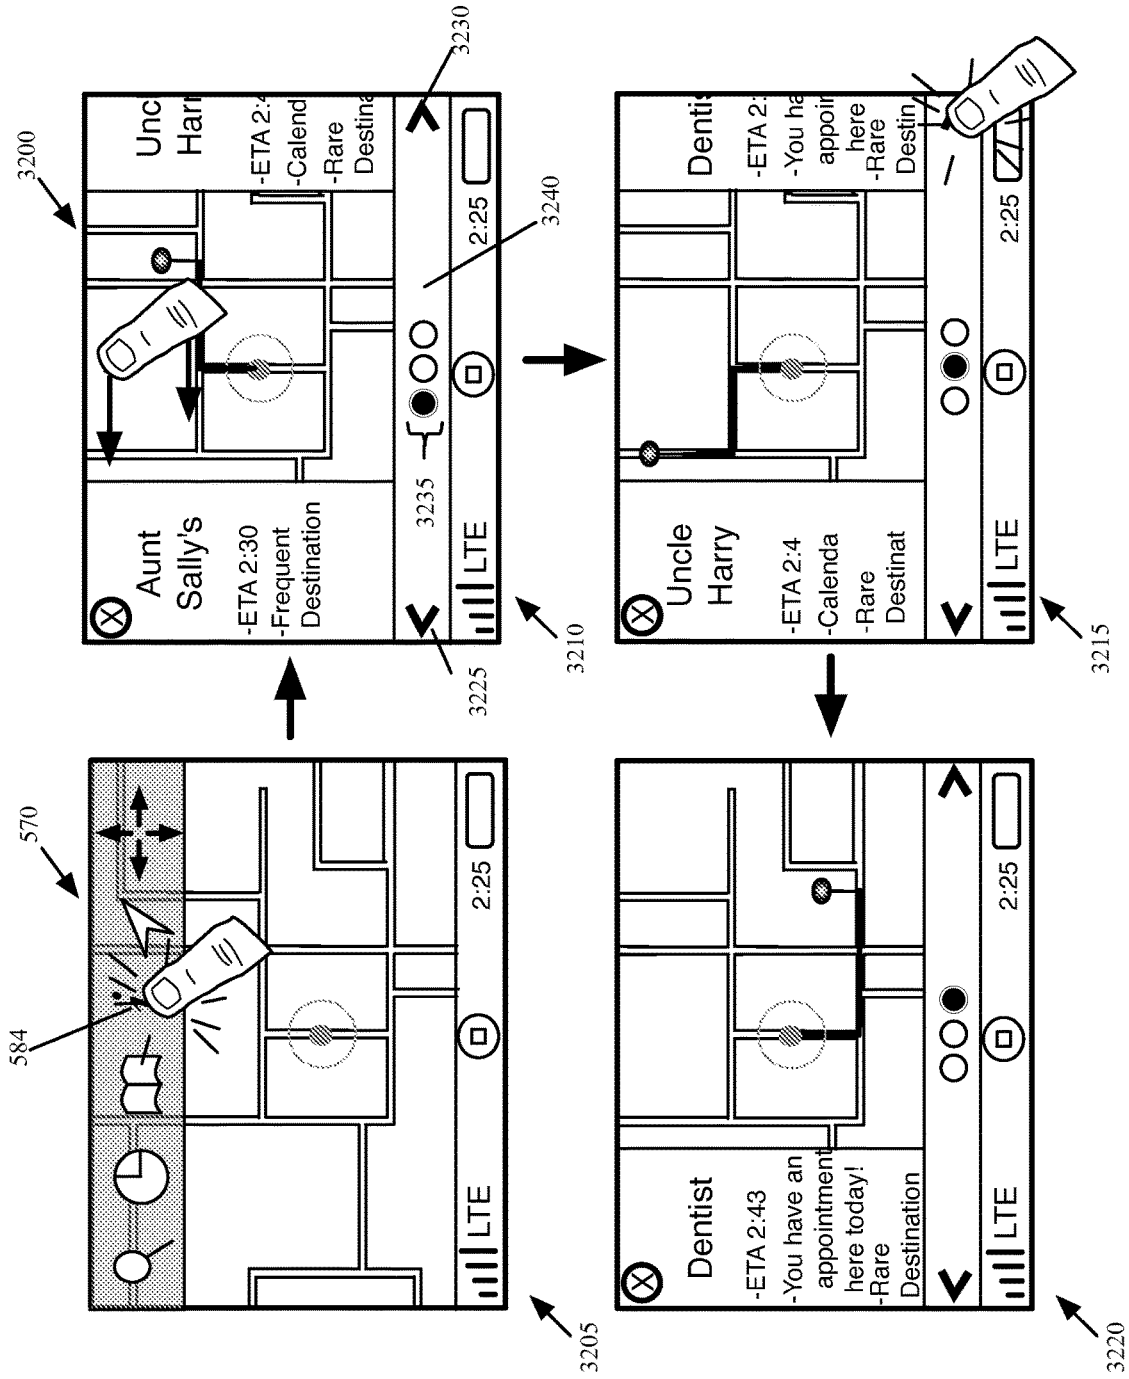 570
584
LTE
2:25
3205
3200
Aunt
Sally's
-ETA 2:30
-Frequent
Destination
Unc
Harr
-ETA 2:4
-Calend
-Rare
Destina
3225
3235
3240
3230
LTE
2:25
3210
X
Dentist
-ETA 2:43
-You have an
appointment
here today!
-Rare
Destination
LTE
2:25
3220
X
Uncle
Harry
-ETA 2:4
-Calenda
-Rare
Destinat
Dentis
-ETA 2:
-You ha
appoin
here
-Rare
Destin
LTE
2:25
3215
X